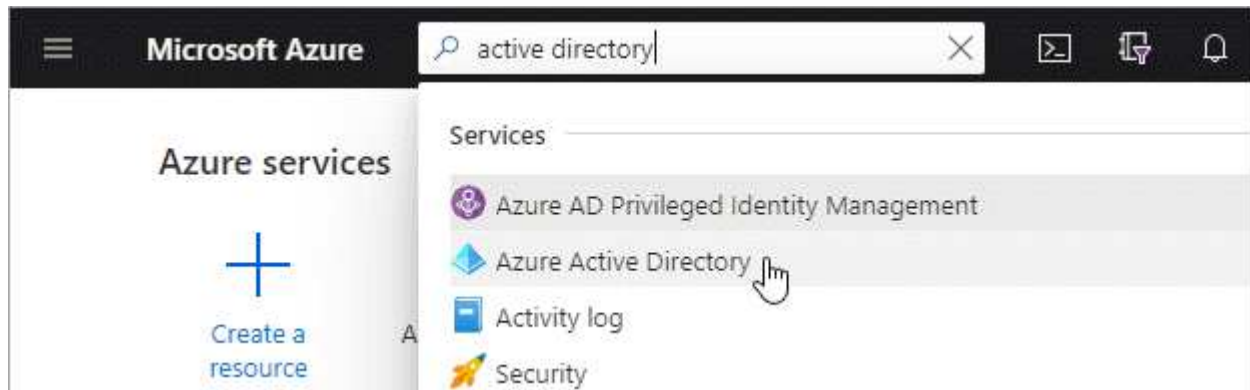 Microsoft Azure
active directory
Services
Azure services
Azure AD Privileged Identity Management
Azure Active Directory
Activity log
Security
Create a
resource
A